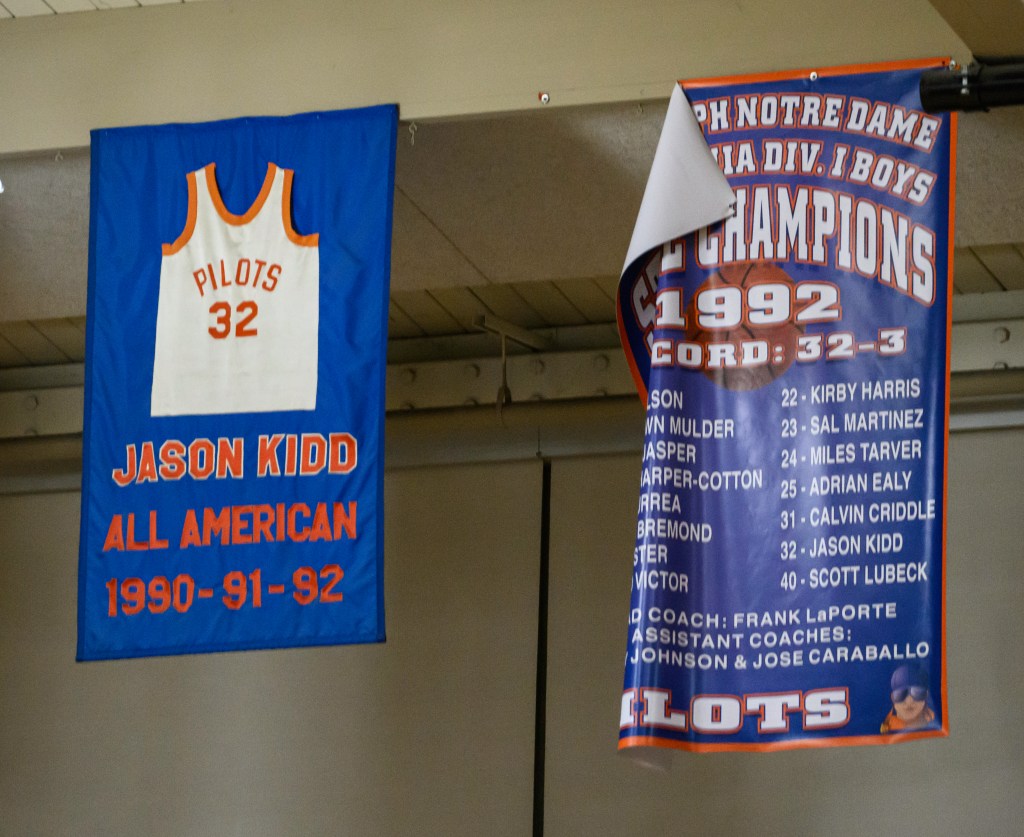 PILOTS
32
JASON KIDD
ALL AMERICAN
1990-91-92
PH NOTRE DAME
IA DIV. I BOYS
CHAMPIONS
1992
CORD: 32-3
LSON
WN MULDER
JASPER
ARPER-COTTON
RREA
BREMOND
STER
VICTOR
22 - KIRBY HARRIS
23 - SAL MARTINEZ
24 - MILES TARVER
25 - ADRIAN EALY
31 - CALVIN CRIDDLE
32 - JASON KIDD
40 - SCOTT LUBECK
D COACH: FRANK LaPORTE
ASSISTANT COACHES:
JOHNSON & JOSE CARABALLO
ILOTS